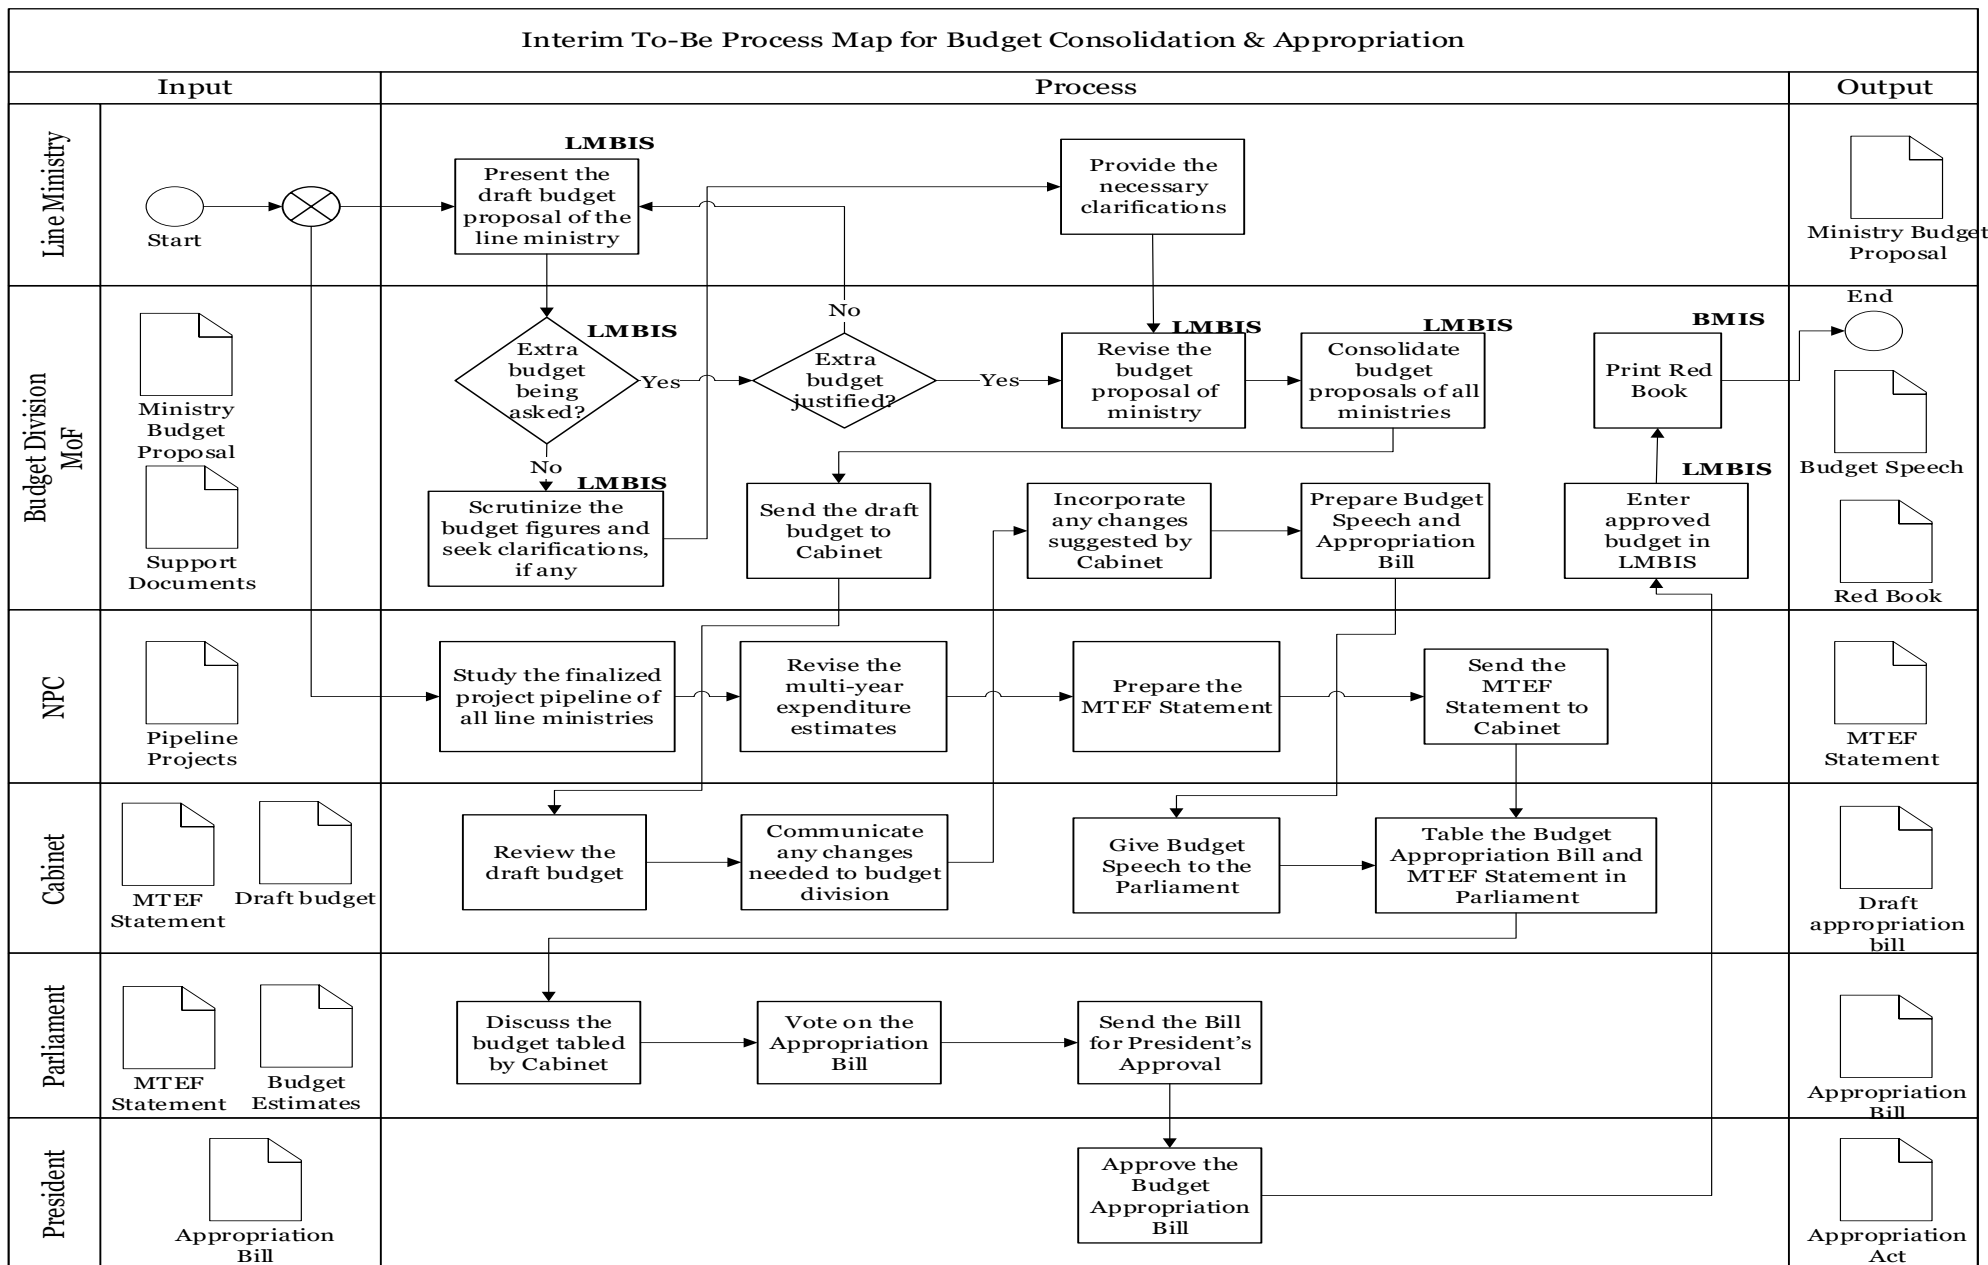 Interim To-Be Process Map for Budget Consolidation & Appropriation
Input
Process
Output
Line Ministry
Start
LMBIS
Present the
draft budget
proposal of the
line ministry
Provide the
necessary
clarifications
Ministry Budget
Proposal
Budget Division
MoF
Ministry
Budget
Proposal
Support
Documents
LMBIS
Extra
budget
being
asked?
Yes
No
No
Extra
budget
justified?
Yes
LMBIS
Revise the
budget
proposal of
ministry
LMBIS
Consolidate
budget
proposals of all
ministries
BMIS
Print Red
Book
LMBIS
Scrutinize the
budget figures and
seek clarifications,
if any
Send the draft
budget to
Cabinet
Incorporate
any changes
suggested by
Cabinet
Prepare Budget
Speech and
Appropriation
Bill
LMBIS
Enter
approved
budget in
LMBIS
End
Budget Speech
Red Book
NPC
Pipeline
Projects
Study the finalized
project pipeline of
all line ministries
Revise the
multi-year
expenditure
estimates
Prepare the
MTEF Statement
Send the
MTEF
Statement to
Cabinet
MTEF
Statement
Cabinet
MTEF
Statement
Draft budget
Review the
draft budget
Communicate
any changes
needed to budget
division
Give Budget
Speech to the
Parliament
Table the Budget
Appropriation Bill and
MTEF Statement in
Parliament
Draft
appropriation
bill
Parliament
MTEF
Statement
Budget
Estimates
Discuss the
budget tabled
by Cabinet
Vote on the
Appropriation
Bill
Send the Bill
for President's
Approval
Appropriation
Bill
President
Appropriation
Bill
Approve the
Budget
Appropriation
Bill
Appropriation
Act